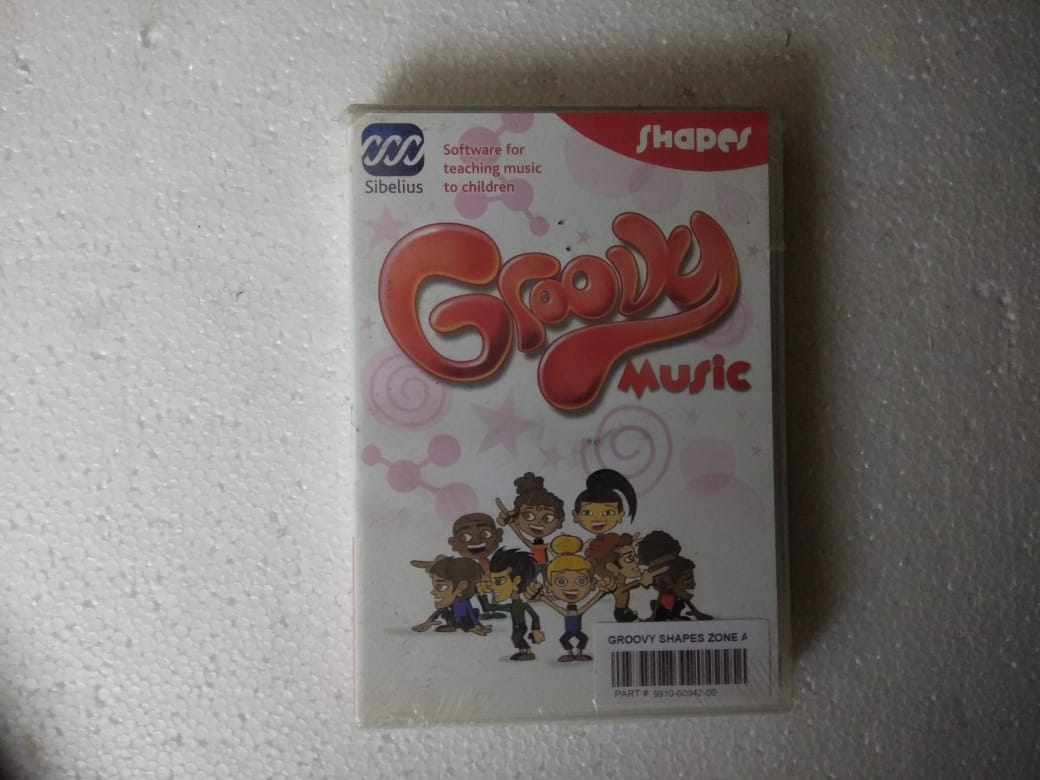 Sibelius
Software for
teaching music
to children
Shapes
Groovy
Music
GROOVY SHAPES ZONE A
PART # 9910-60942-00